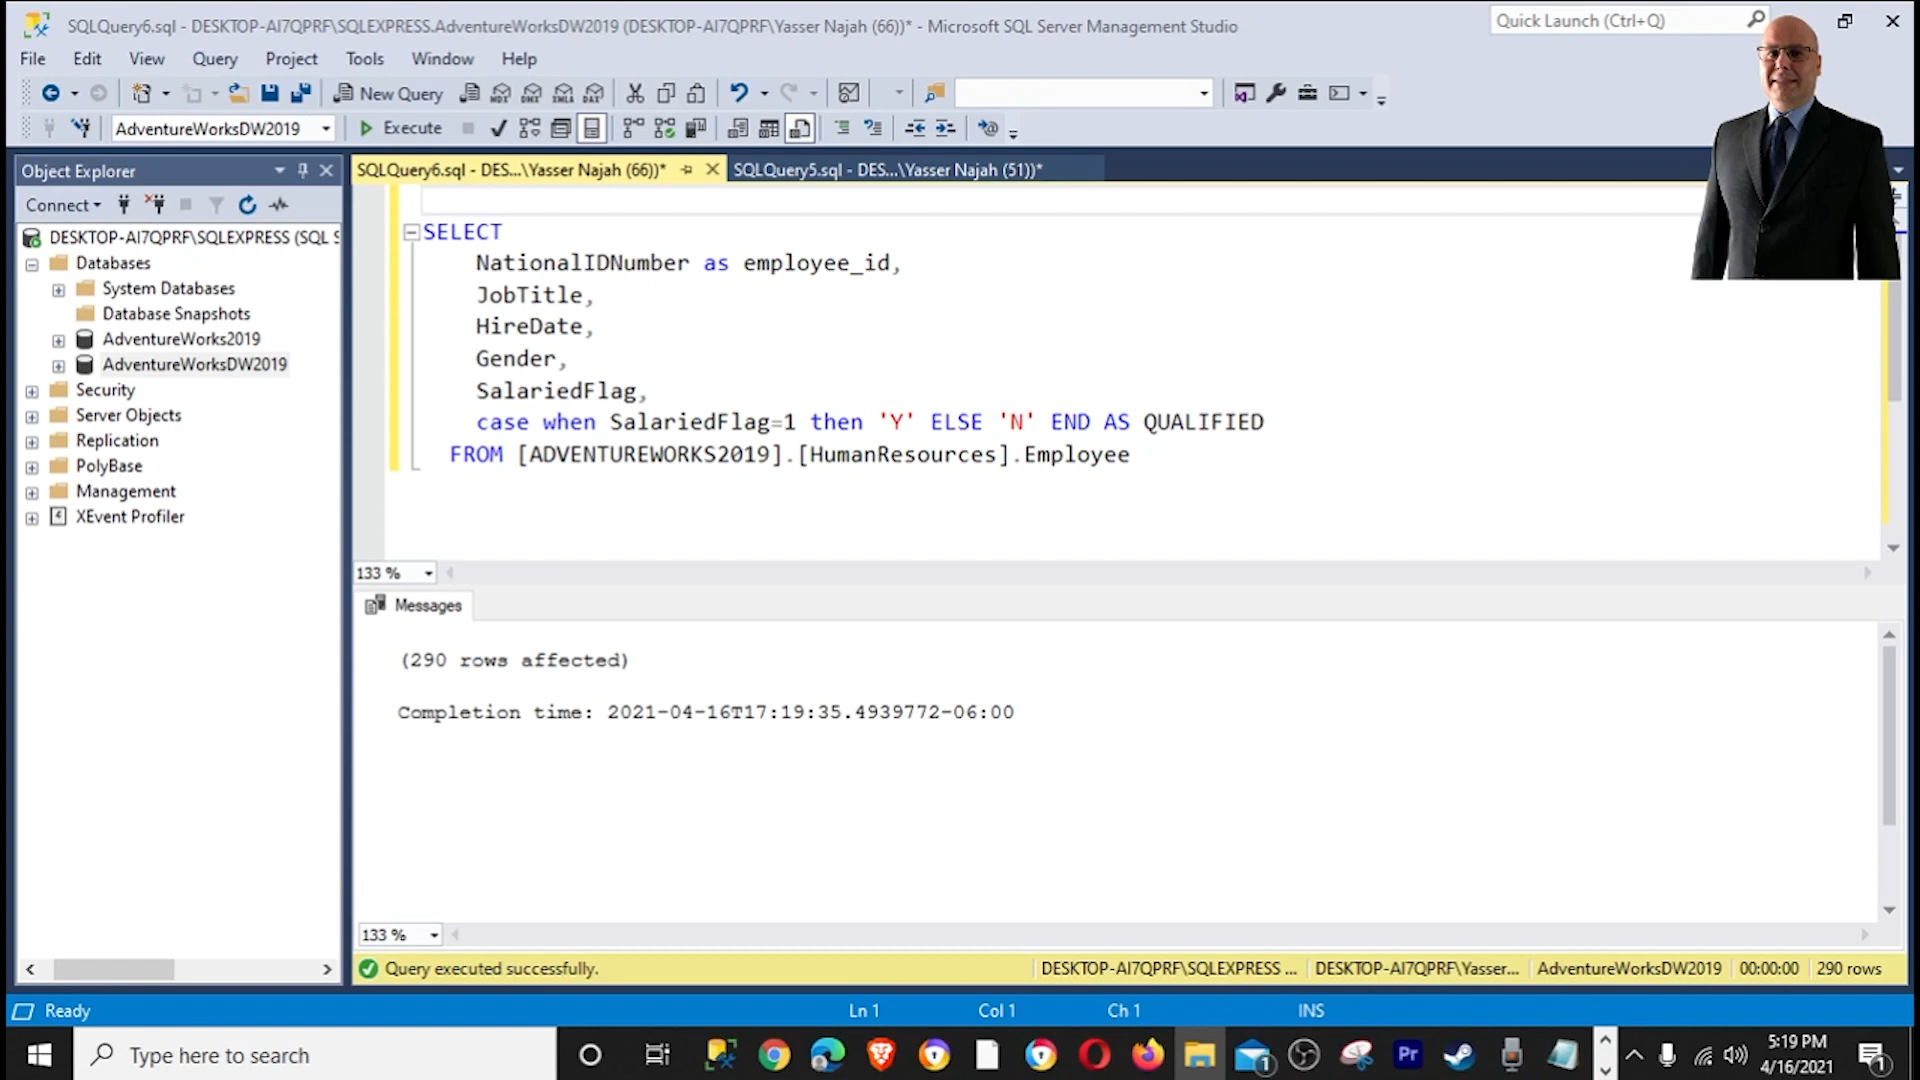 SQLQuery6.sql - DESKTOP-AI7QPRF\SQLEXPRESS.AdventureWorksDW2019 (DESKTOP-AI7QPRF\Yasser Najah (66))* - Microsoft SQL Server Management Studio
Quick Launch (Ctrl+Q)
File Edit View Query Project Tools Window Help
New Query
MDX DMX XMLA DAX
AdventureWorksDW2019
Execute
Object Explorer
SQLQuery6.sql - DES...\Yasser Najah (66))*
SQLQuery5.sql - DES...\Yasser Najah (51))*
Connect
DESKTOP-AI7QPRF\SQLEXPRESS (SQL S
Databases
System Databases
Database Snapshots
AdventureWorks2019
AdventureWorksDW2019
Security
Server Objects
Replication
PolyBase
Management
XEvent Profiler
SELECT
NationalIDNumber as employee_id,
JobTitle,
HireDate,
Gender,
SalariedFlag,
case when SalariedFlag=1 then 'Y' ELSE 'N' END AS QUALIFIED
FROM [ADVENTUREWORKS2019].[HumanResources].Employee
133 %
Messages
(290 rows affected)
Completion time: 2021-04-16T17:19:35.4939772-06:00
133 %
Query executed successfully.
DESKTOP-AI7QPRF\SQLEXPRESS ...
DESKTOP-AI7QPRF\Yasser...
AdventureWorksDW2019
00:00:00
290 rows
Ready
Ln 1
Col 1
Ch 1
INS
Type here to search
Pr
1
5:19 PM
4/16/2021
1